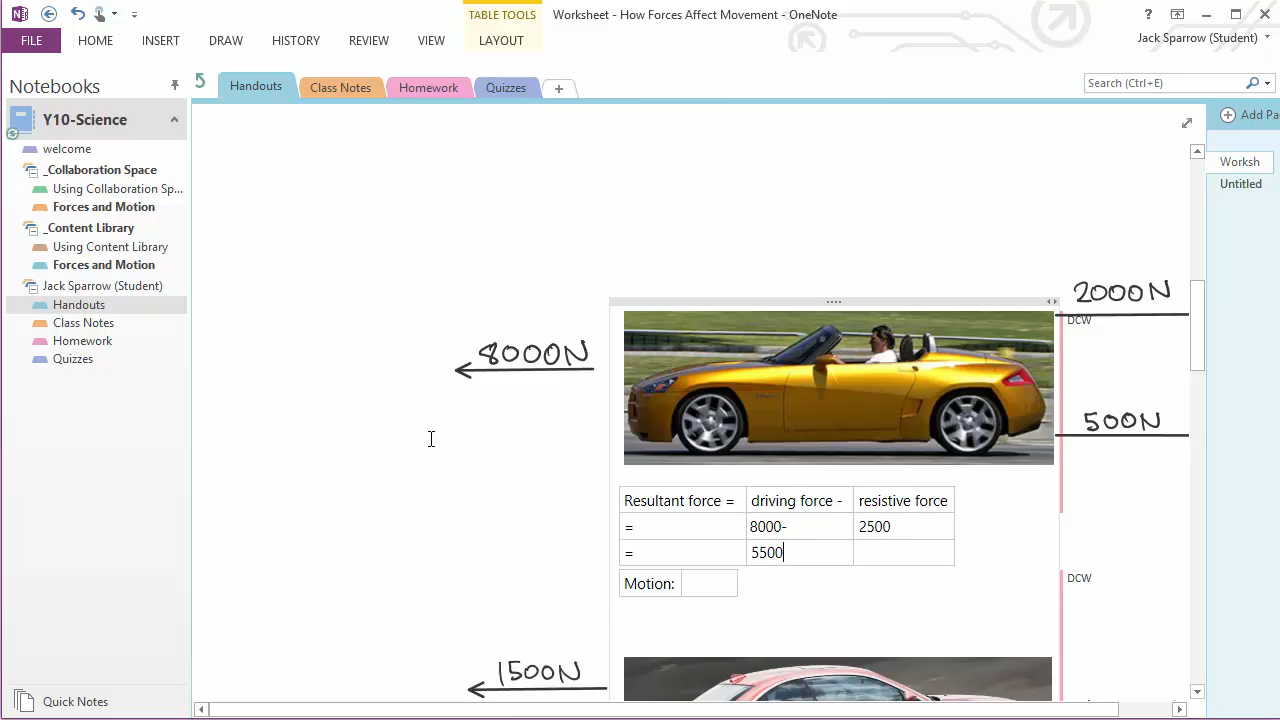 TABLE TOOLS
Worksheet - How Forces Affect Movement - OneNote
FILE HOME INSERT DRAW HISTORY REVIEW VIEW LAYOUT
Jack Sparrow (Student)
Notebooks
Handouts Class Notes Homework Quizzes
Search (Ctrl+E)
Y10-Science
Add Pa
welcome
_Collaboration Space
Using Collaboration Sp...
Forces and Motion
_Content Library
Using Content Library
Forces and Motion
Jack Sparrow (Student)
Handouts
Class Notes
Homework
Quizzes
Worksh
Untitled
2000N
DCW
8000N
500N
Resultant force = driving force - resistive force
= 8000- 2500
= 5500
Motion:
DCW
1500N
Quick Notes